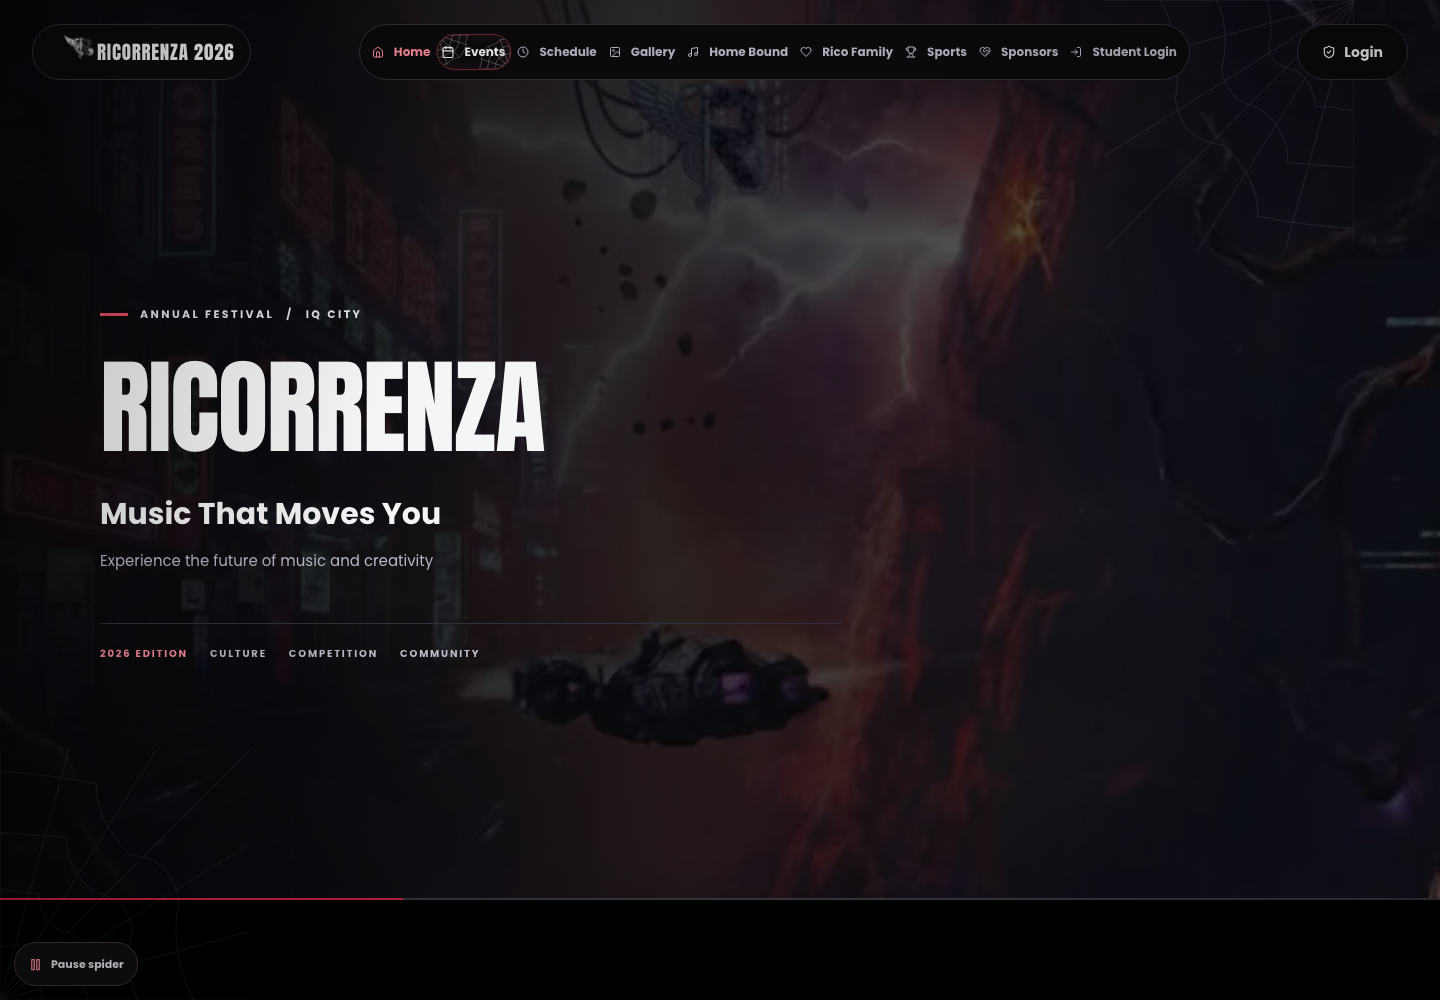 RICORRENZA 2026
Home Events Schedule Gallery Home Bound Rico Family Sports Sponsors Student Login
Login
ANNUAL FESTIVAL / IQ CITY
RICORRENZA
Music That Moves You
Experience the future of music and creativity
2026 EDITION CULTURE COMPETITION COMMUNITY
Pause spider